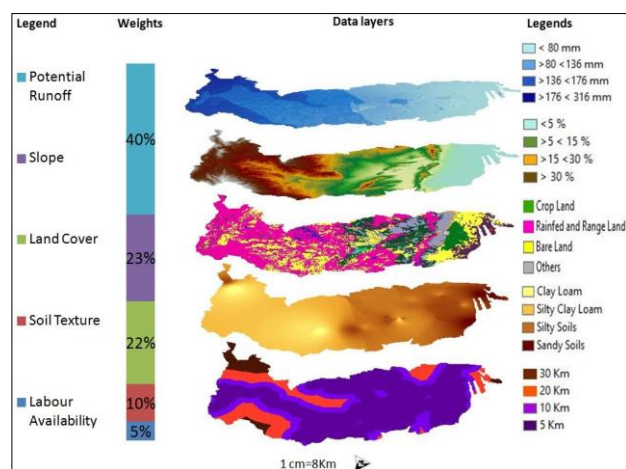 Legend
Weights
Data layers
Legends
Potential
Runoff
Slope
Land Cover
Soil Texture
Labour
Availability
40%
23%
22%
10%
5%
< 80 mm
>80 <136 mm
>136 <176 mm
>176 < 316 mm
<5 %
>5 < 15 %
>15 <30 %
> 30 %
Crop Land
Rainfed and Range Land
Bare Land
Others
Clay Loam
Silty Clay Loam
Silty Soils
Sandy Soils
30 Km
20 Km
10 Km
5 Km
1 cm=8Km